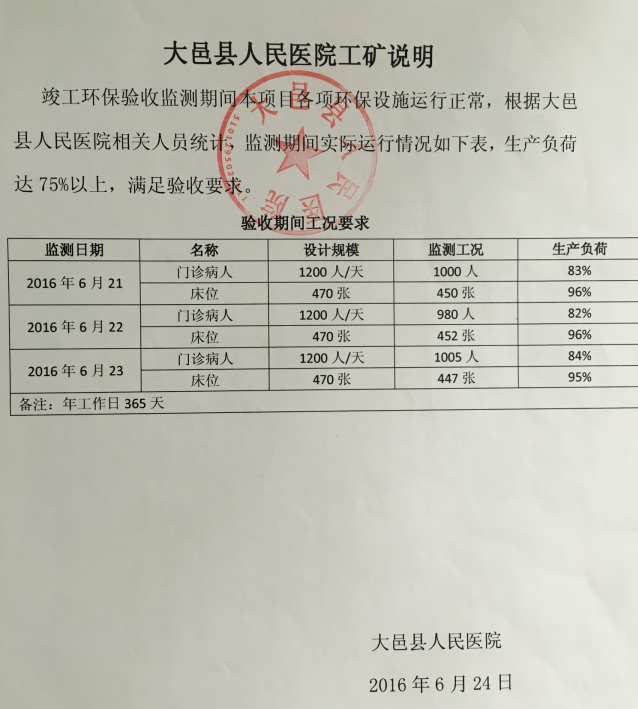 大邑县人民医院工矿说明
竣工环保验收监测期间本项目各项环保设施运行正常，根据大邑
县人民医院相关人员统计，监测期间实际运行情况如下表，生产负荷
达 75%以上，满足验收要求。
大邑县人民医院
验收期间工况要求
监测日期 名称 设计规模 监测工况 生产负荷
2016 年 6 月 21 门诊病人 1200 人/天 1000 人 83%
床位 470 张 450 张 96%
2016 年 6 月 22 门诊病人 1200 人/天 980 人 82%
床位 470 张 452 张 96%
2016 年 6 月 23 门诊病人 1200 人/天 1005 人 84%
床位 470 张 447 张 95%
备注：年工作日 365 天
大邑县人民医院
2016 年 6 月 24 日